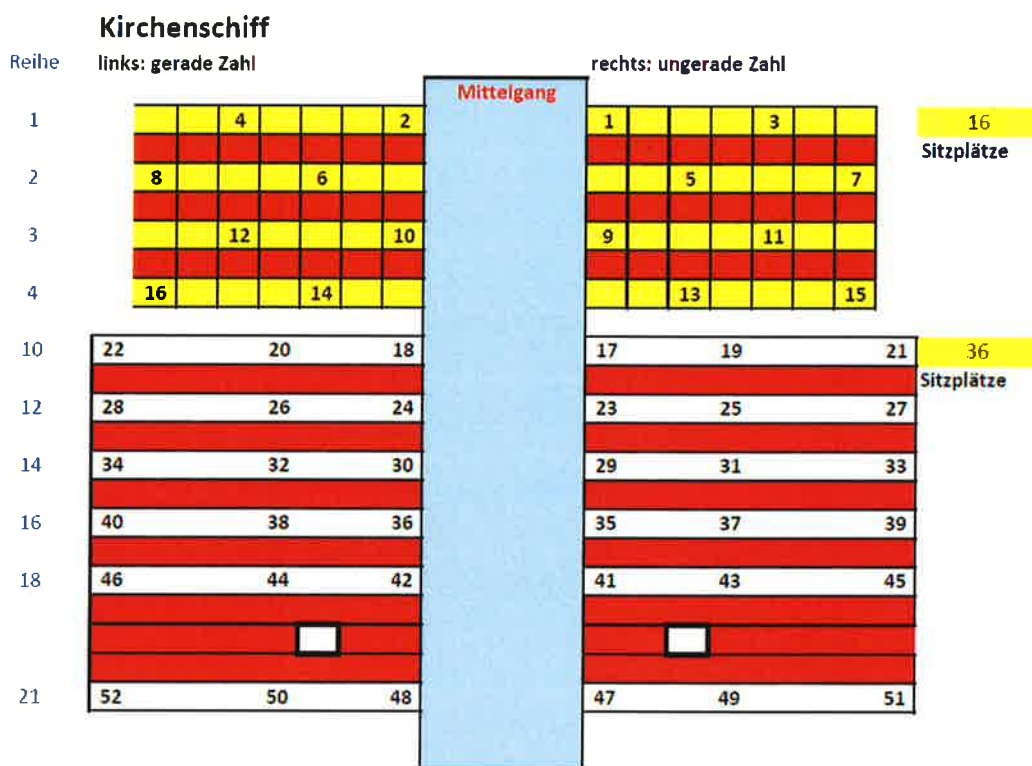 Kirchenschiff
Reihe links: gerade Zahl rechts: ungerade Zahl
Mittelgang
1 4 2 1 3 16
Sitzplätze
2 8 6 5 7
3 12 10 9 11
4 16 14 13 15
10 22 20 18 17 19 21 36
Sitzplätze
12 28 26 24 23 25 27
14 34 32 30 29 31 33
16 40 38 36 35 37 39
18 46 44 42 41 43 45
21 52 50 48 47 49 51